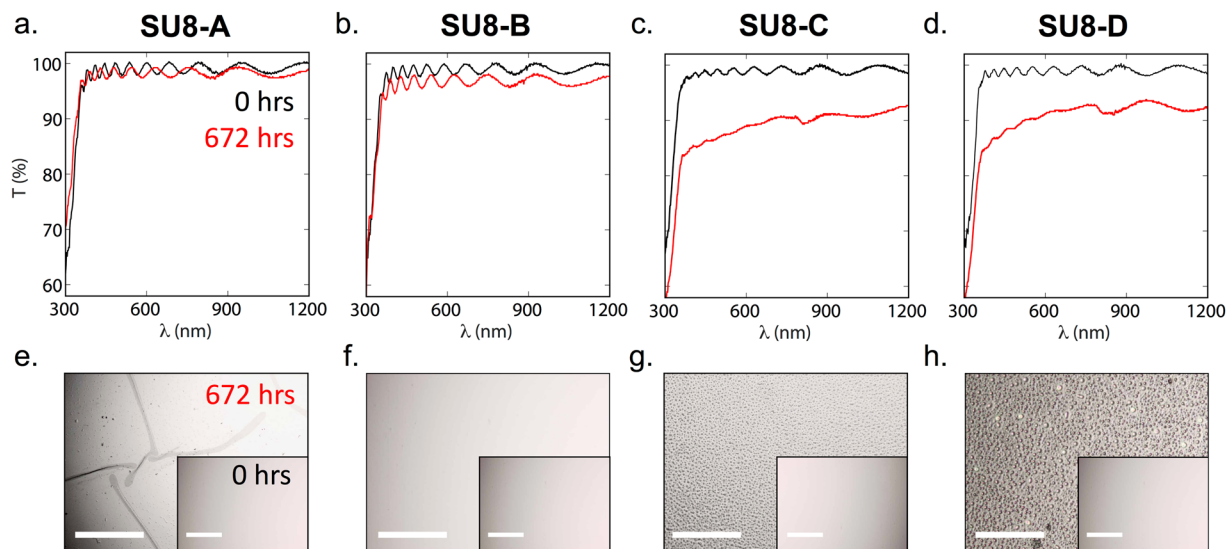 a. SU8-A
b. SU8-B
c. SU8-C
d. SU8-D
100
90
80
70
60
T (%)
0 hrs
672 hrs
300 600 900 1200
λ (nm)
300 600 900 1200
λ (nm)
300 600 900 1200
λ (nm)
300 600 900 1200
λ (nm)
e.
672 hrs
0 hrs
f.
g.
h.